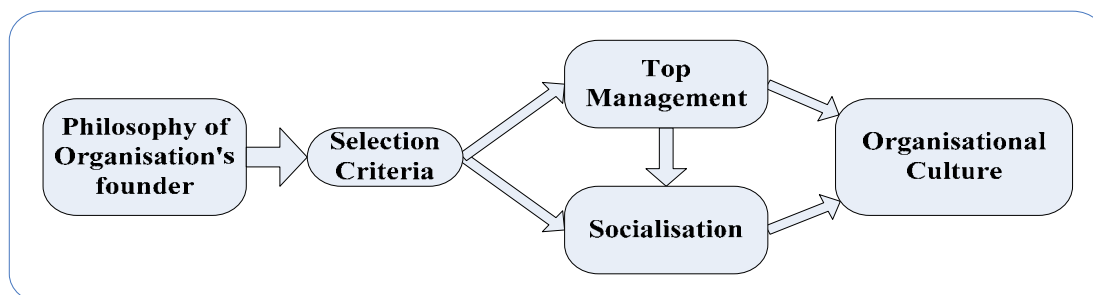 Philosophy of
Organisation's
founder
Selection
Criteria
Top
Management
Socialisation
Organisational
Culture